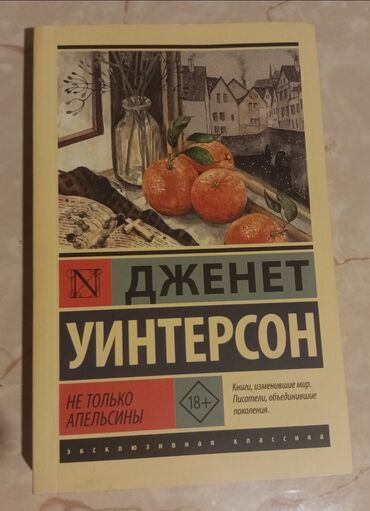 N
ДЖЕНЕТ
УИНТЕРСОН
НЕ ТОЛЬКО
АПЕЛЬСИНЫ
18+
Книги, изменившие мир.
Писатели, объединившие
поколения.
эксклюзивная классика